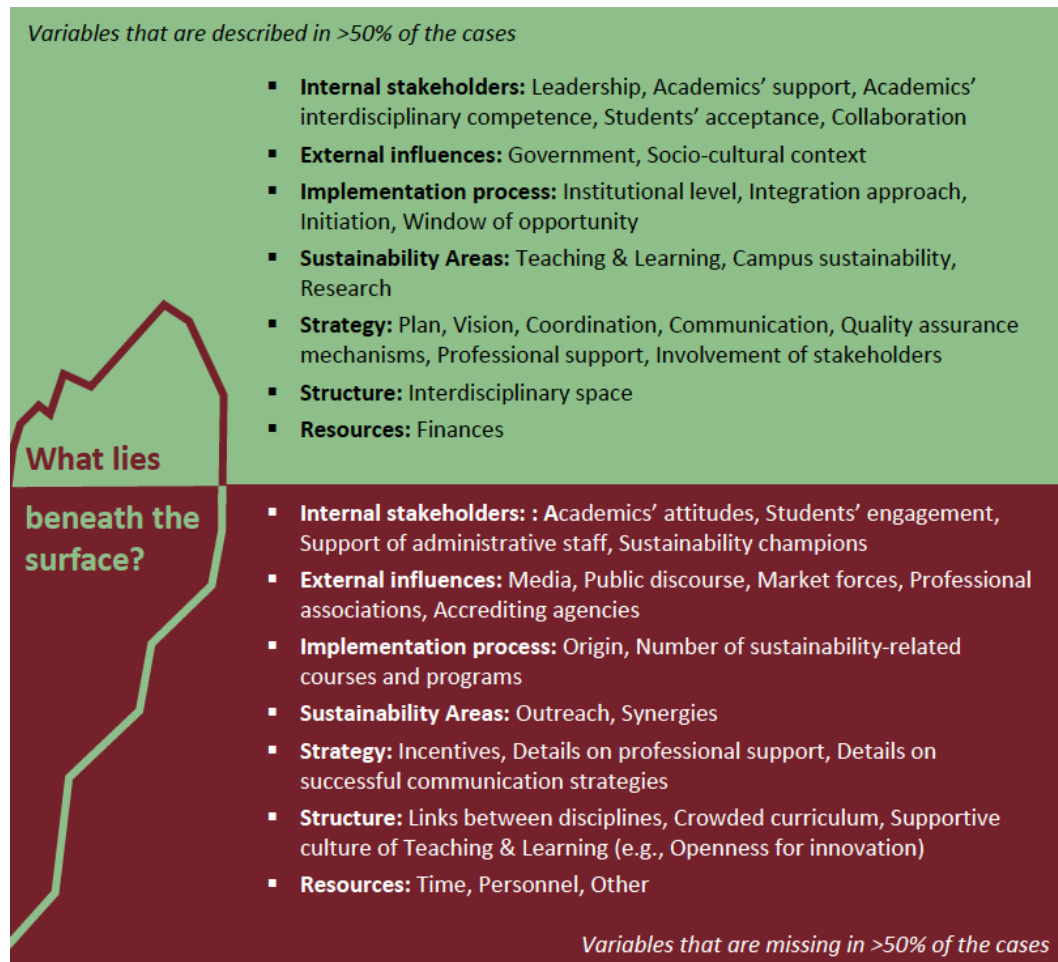 Variables that are described in >50% of the cases
▪ Internal stakeholders: Leadership, Academics’ support, Academics’
interdisciplinary competence, Students’ acceptance, Collaboration
▪ External influences: Government, Socio-cultural context
▪ Implementation process: Institutional level, Integration approach,
Initiation, Window of opportunity
▪ Sustainability Areas: Teaching & Learning, Campus sustainability,
Research
▪ Strategy: Plan, Vision, Coordination, Communication, Quality assurance
mechanisms, Professional support, Involvement of stakeholders
▪ Structure: Interdisciplinary space
▪ Resources: Finances
What lies
beneath the
surface?
▪ Internal stakeholders: : Academics’ attitudes, Students’ engagement,
Support of administrative staff, Sustainability champions
▪ External influences: Media, Public discourse, Market forces, Professional
associations, Accrediting agencies
▪ Implementation process: Origin, Number of sustainability-related
courses and programs
▪ Sustainability Areas: Outreach, Synergies
▪ Strategy: Incentives, Details on professional support, Details on
successful communication strategies
▪ Structure: Links between disciplines, Crowded curriculum, Supportive
culture of Teaching & Learning (e.g., Openness for innovation)
▪ Resources: Time, Personnel, Other
Variables that are missing in >50% of the cases